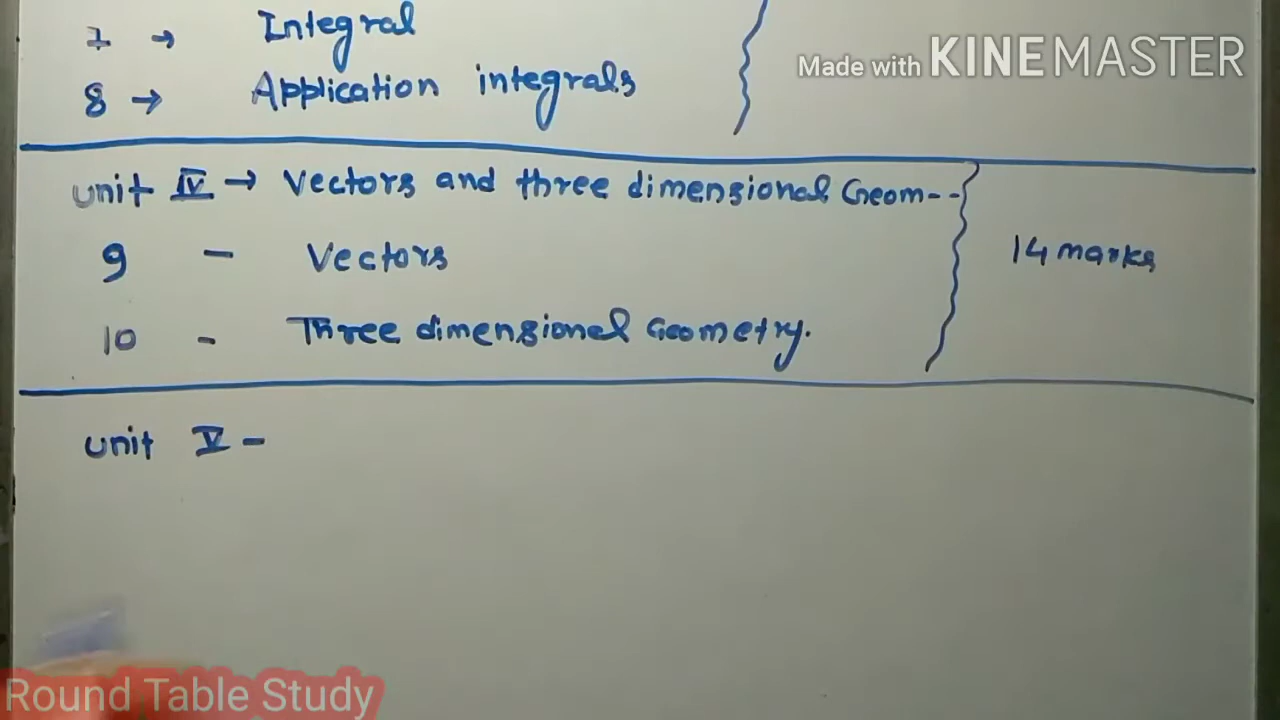 7 → Integral
8 → Application integrals
Made with KINEMASTER
unit IV → Vectors and three dimensional Geom--
9 - Vectors
14 marks
10 - Three dimensional Geometry.
unit V -
Round Table Study